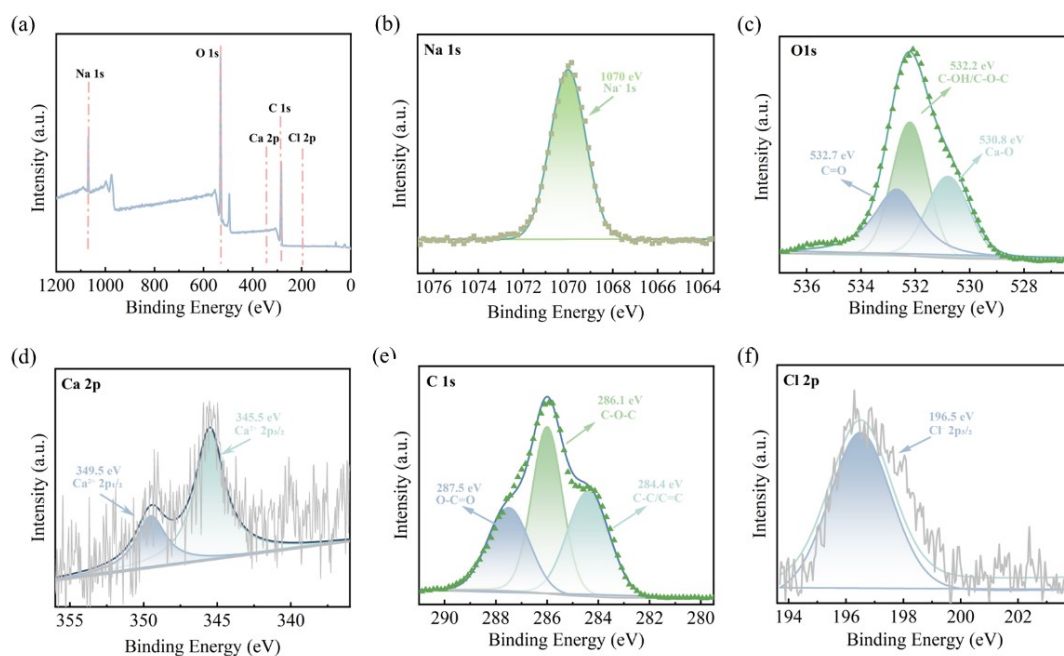 (a)
Na 1s
O 1s
C 1s
Ca 2p
Cl 2p
Intensity (a.u.)
1200 1000 800 600 400 200 0
Binding Energy (eV)
(b)
Na 1s
1070 eV
Na⁺ 1s
Intensity (a.u.)
1076 1074 1072 1070 1068 1066 1064
Binding Energy (eV)
(c)
O1s
532.2 eV
C-OH/C-O-C
532.7 eV
C=O
530.8 eV
Ca-O
Intensity (a.u.)
536 534 532 530 528
Binding Energy (eV)
(d)
Ca 2p
345.5 eV
Ca²⁺ 2p₃/₂
349.5 eV
Ca²⁺ 2p₁/₂
Intensity (a.u.)
355 350 345 340
Binding Energy (eV)
(e)
C 1s
286.1 eV
C-O-C
287.5 eV
O-C=O
284.4 eV
C-C/C=C
Intensity (a.u.)
290 288 286 284 282 280
Binding Energy (eV)
(f)
Cl 2p
196.5 eV
Cl⁻ 2p₃/₂
Intensity (a.u.)
194 196 198 200 202
Binding Energy (eV)